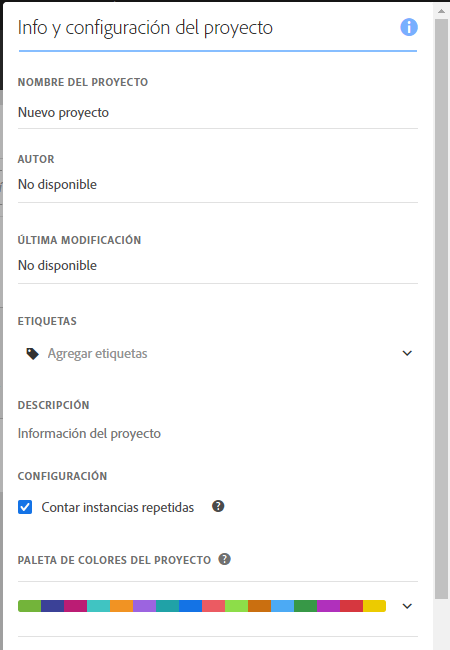 Info y configuración del proyecto
NOMBRE DEL PROYECTO
Nuevo proyecto
AUTOR
No disponible
ÚLTIMA MODIFICACIÓN
No disponible
ETIQUETAS
Agregar etiquetas
DESCRIPCIÓN
Información del proyecto
CONFIGURACIÓN
Contar instancias repetidas
PALETA DE COLORES DEL PROYECTO